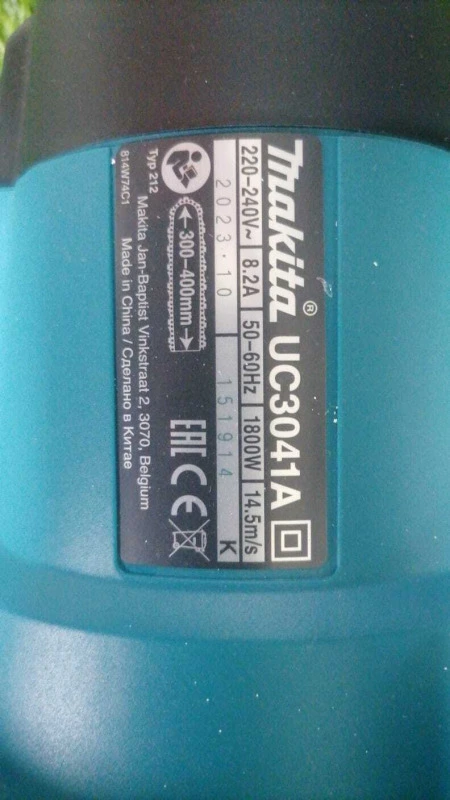 makita® UC3041A
220-240V~ 8.2A 50-60Hz 1800W 14.5m/s
2023.10 151914 K
300-400mm
EAC CE
Typ 212
Makita Jan-Baptist Vinkstraat 2, 3070, Belgium
Made in China / Сделано в Китае
814W74C1